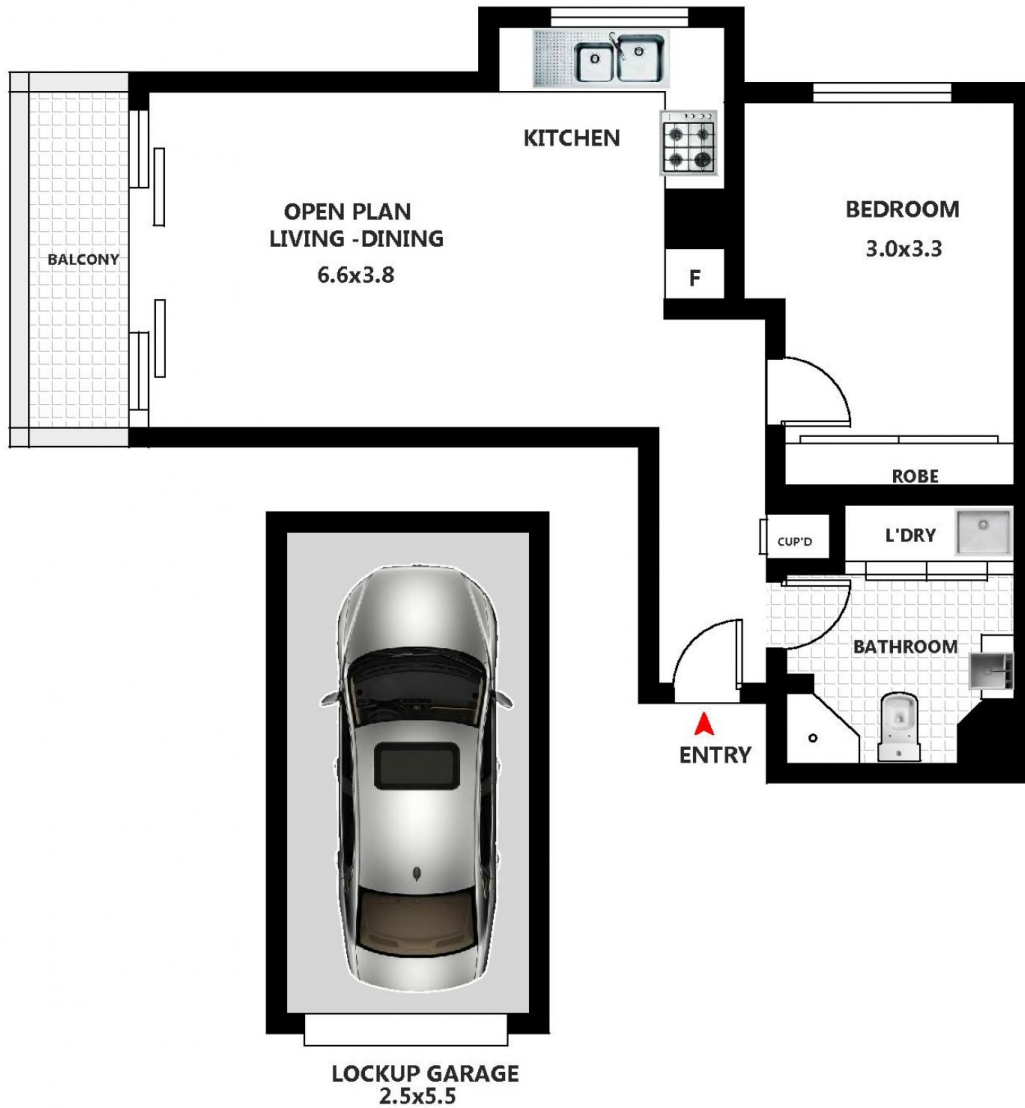 KITCHEN
OPEN PLAN
LIVING -DINING
6.6x3.8
BALCONY
F
BEDROOM
3.0x3.3
ROBE
CUP'D
L'DRY
BATHROOM
ENTRY
LOCKUP GARAGE
2.5x5.5